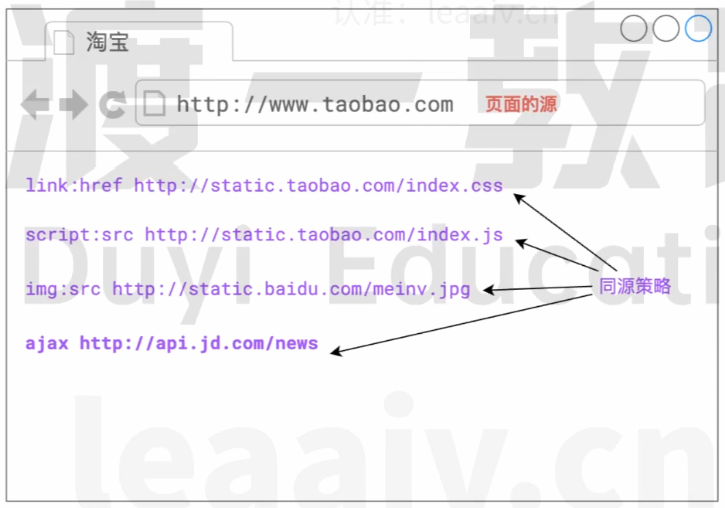 认准：leaaiv.cn
淘宝
http://www.taobao.com 页面的源
渡一教
link:href http://static.taobao.com/index.css
script:src http://static.taobao.com/index.js
Duyi Educati
img:src http://static.baidu.com/meinv.jpg
同源策略
ajax http://api.jd.com/news
leaaiv.cn